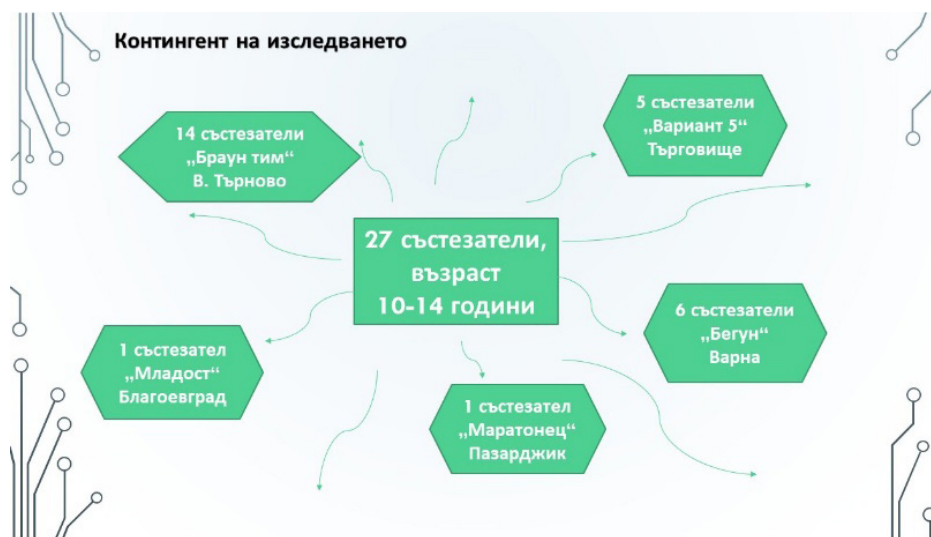 Контингент на изследването
14 състезатели
„Браун тим“
В. Търново
5 състезатели
„Вариант 5“
Търговище
27 състезатели,
възраст
10-14 години
6 състезатели
„Бегун“
Варна
1 състезател
„Младост“
Благоевград
1 състезател
„Маратонец“
Пазарджик